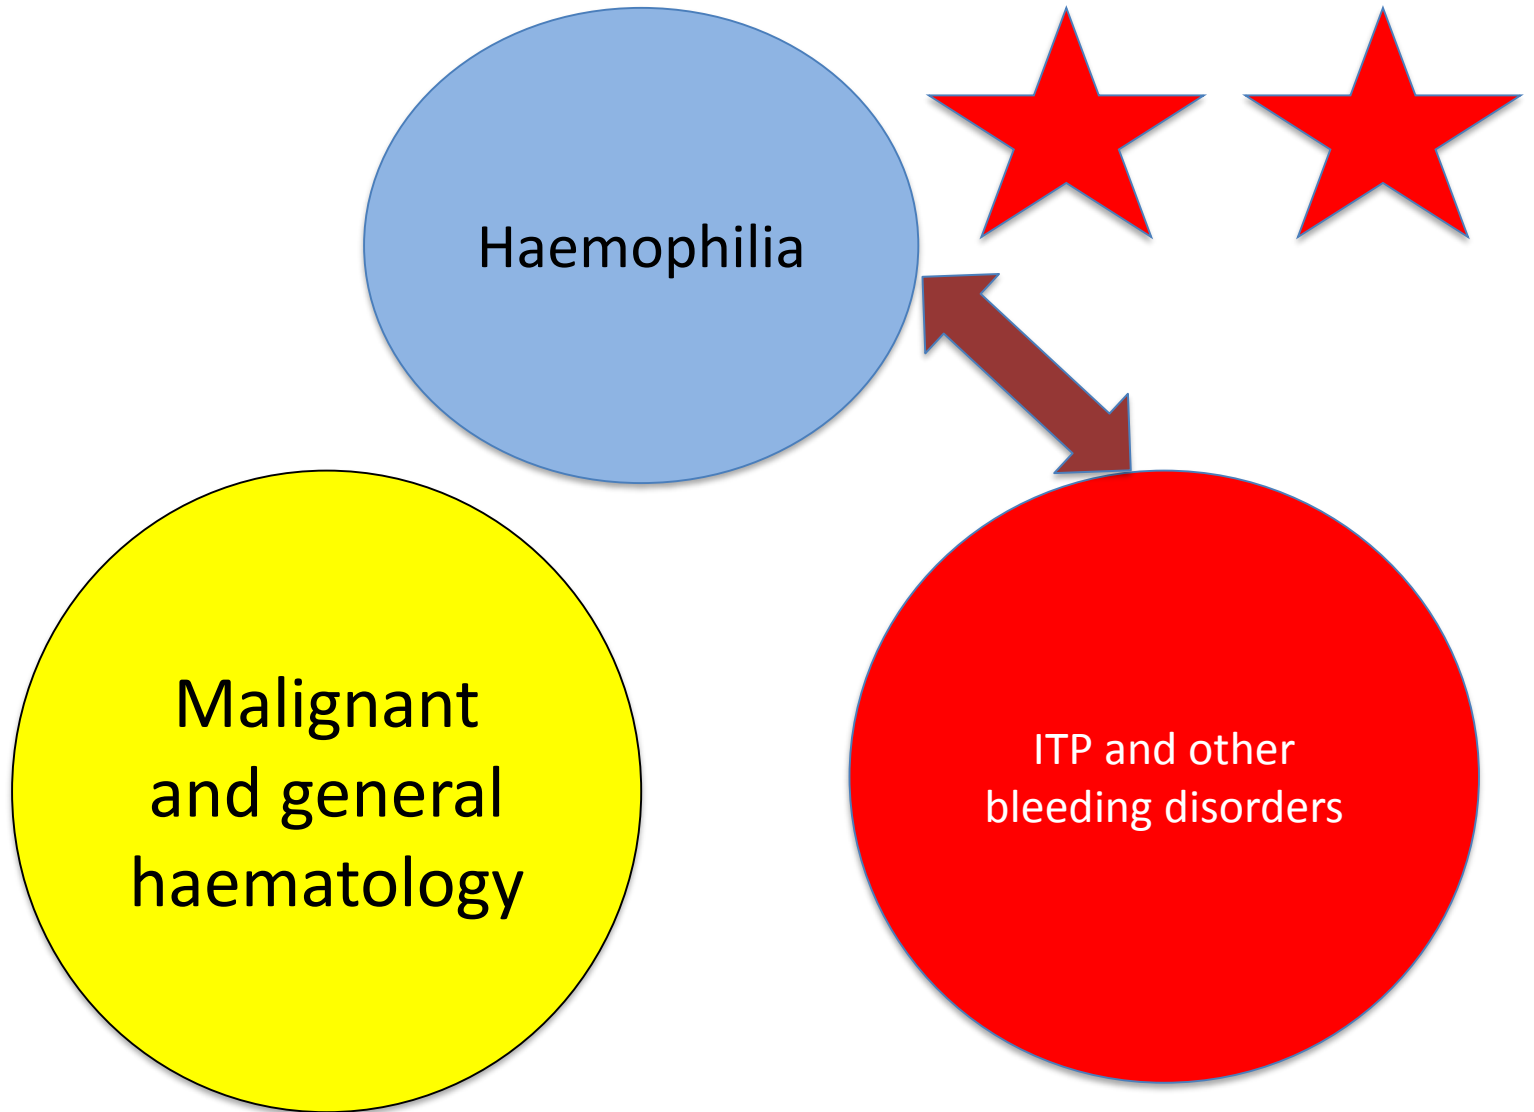 Haemophilia
Malignant
and general
haematology
ITP and other
bleeding disorders